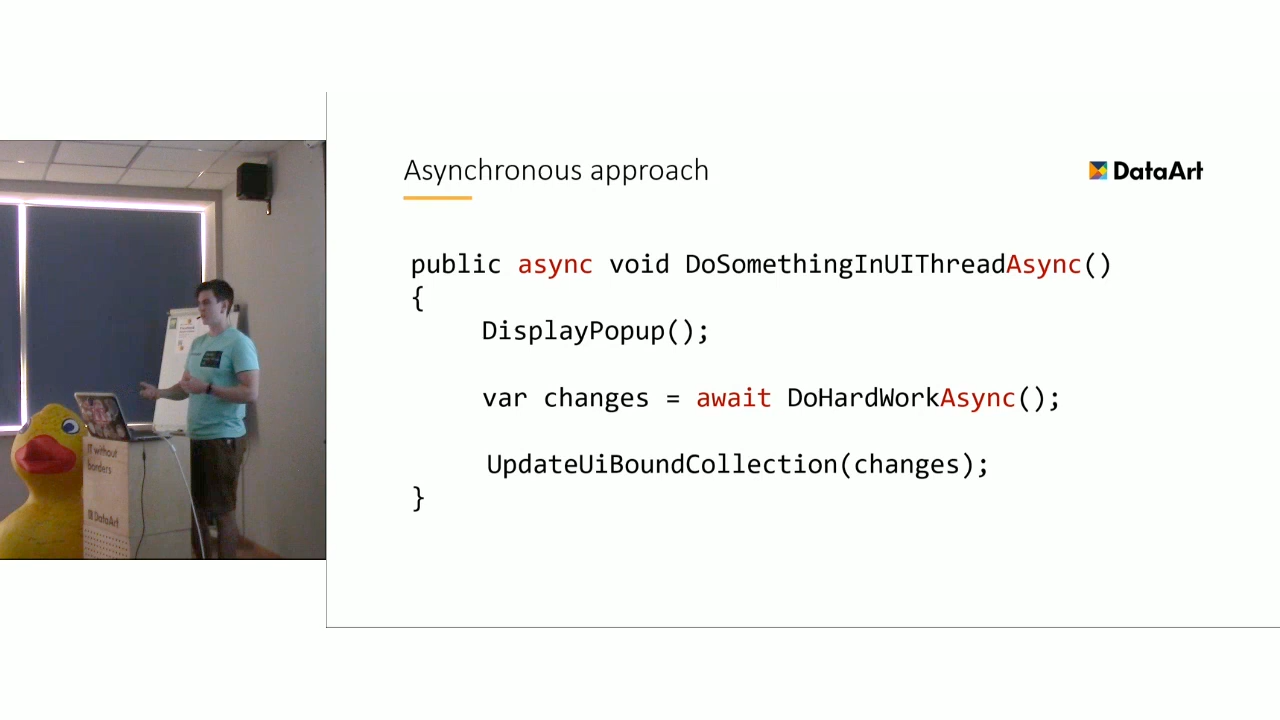 Asynchronous approach
DataArt
public async void DoSomethingInUIThreadAsync()
{
DisplayPopup();
var changes = await DoHardWorkAsync();
UpdateUiBoundCollection(changes);
}
IT without
borders
DataArt